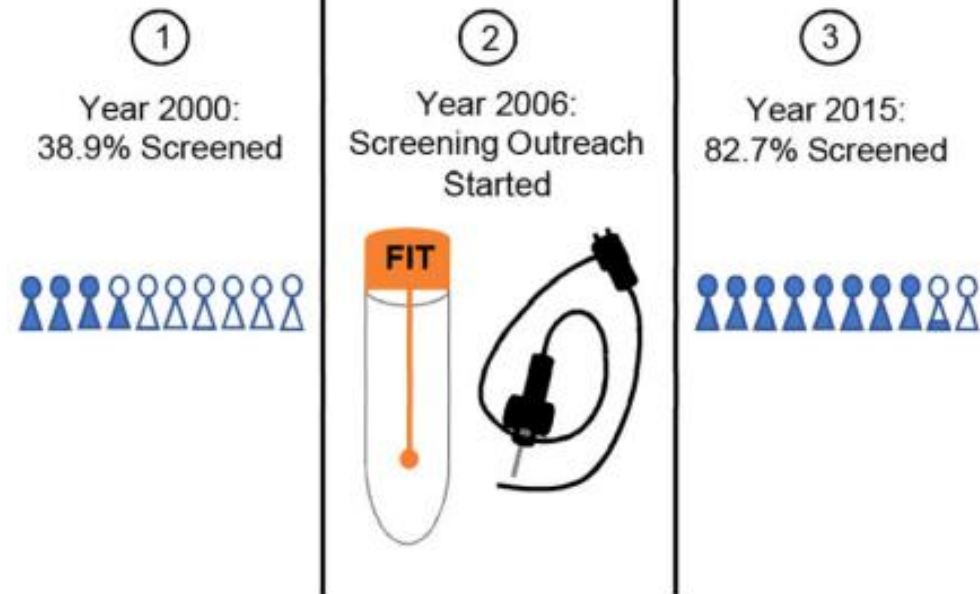 1
Year 2000:
38.9% Screened
2
Year 2006:
Screening Outreach
Started
FIT
3
Year 2015:
82.7% Screened